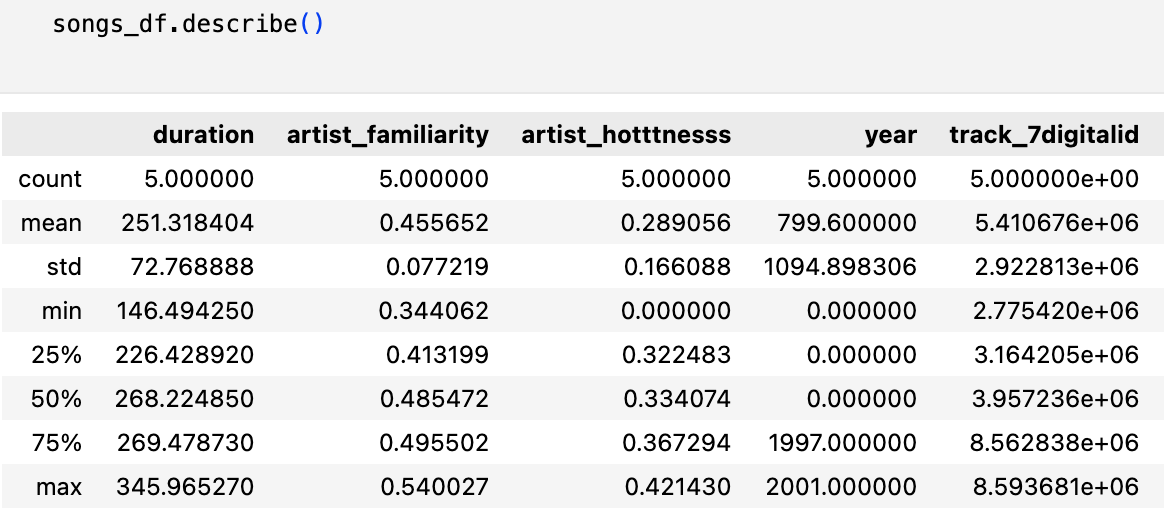 songs_df.describe()
duration artist_familiarity artist_hotttnesss year track_7digitalid
count 5.000000 5.000000 5.000000 5.000000 5.000000e+00
mean 251.318404 0.455652 0.289056 799.600000 5.410676e+06
std 72.768888 0.077219 0.166088 1094.898306 2.922813e+06
min 146.494250 0.344062 0.000000 0.000000 2.775420e+06
25% 226.428920 0.413199 0.322483 0.000000 3.164205e+06
50% 268.224850 0.485472 0.334074 0.000000 3.957236e+06
75% 269.478730 0.495502 0.367294 1997.000000 8.562838e+06
max 345.965270 0.540027 0.421430 2001.000000 8.593681e+06